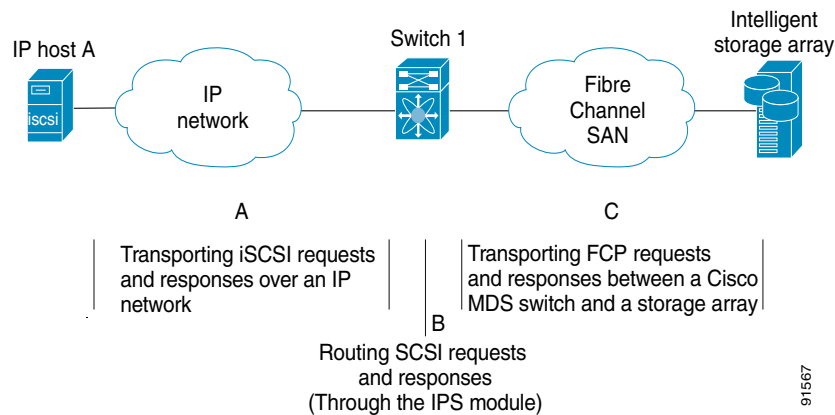 IP host A
iscsi
IP
network
Switch 1
Fibre
Channel
SAN
Intelligent
storage array
A
Transporting iSCSI requests
and responses over an IP
network
B
Routing SCSI requests
and responses
(Through the IPS module)
C
Transporting FCP requests
and responses between a Cisco
MDS switch and a storage array
91567